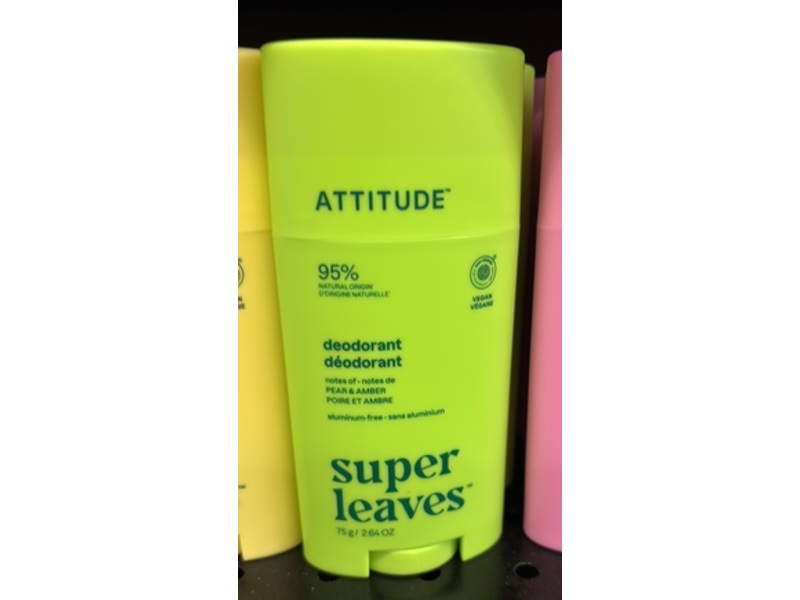 ATTITUDE™
95%
NATURAL ORIGIN
D'ORIGINE NATURELLE
VEGAN
VÉGANE
deodorant
déodorant
notes of • notes de
PEAR & AMBER
POIRE ET AMBRE
aluminum-free • sans aluminium
super
leaves™
75 g / 2.64 OZ